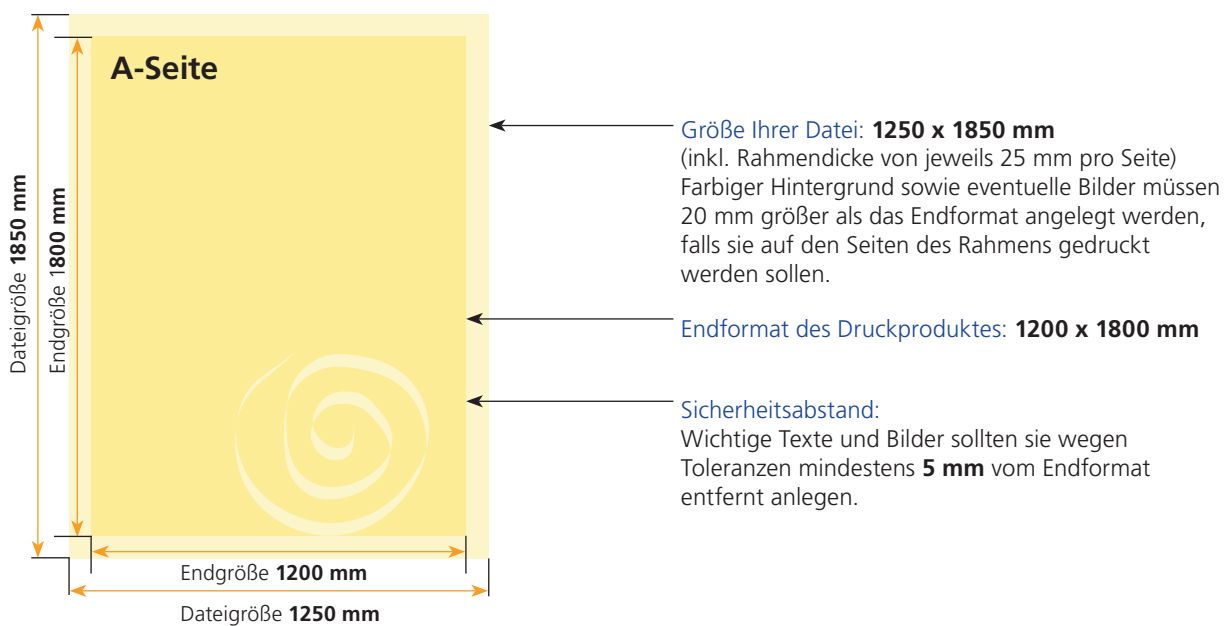 A-Seite
Dateigröße 1850 mm
Endgröße 1800 mm
Größe Ihrer Datei: 1250 x 1850 mm
(inkl. Rahmendicke von jeweils 25 mm pro Seite)
Farbiger Hintergrund sowie eventuelle Bilder müssen
20 mm größer als das Endformat angelegt werden,
falls sie auf den Seiten des Rahmens gedruckt
werden sollen.
Endformat des Druckproduktes: 1200 x 1800 mm
Sicherheitsabstand:
Wichtige Texte und Bilder sollten sie wegen
Toleranzen mindestens 5 mm vom Endformat
entfernt anlegen.
Endgröße 1200 mm
Dateigröße 1250 mm